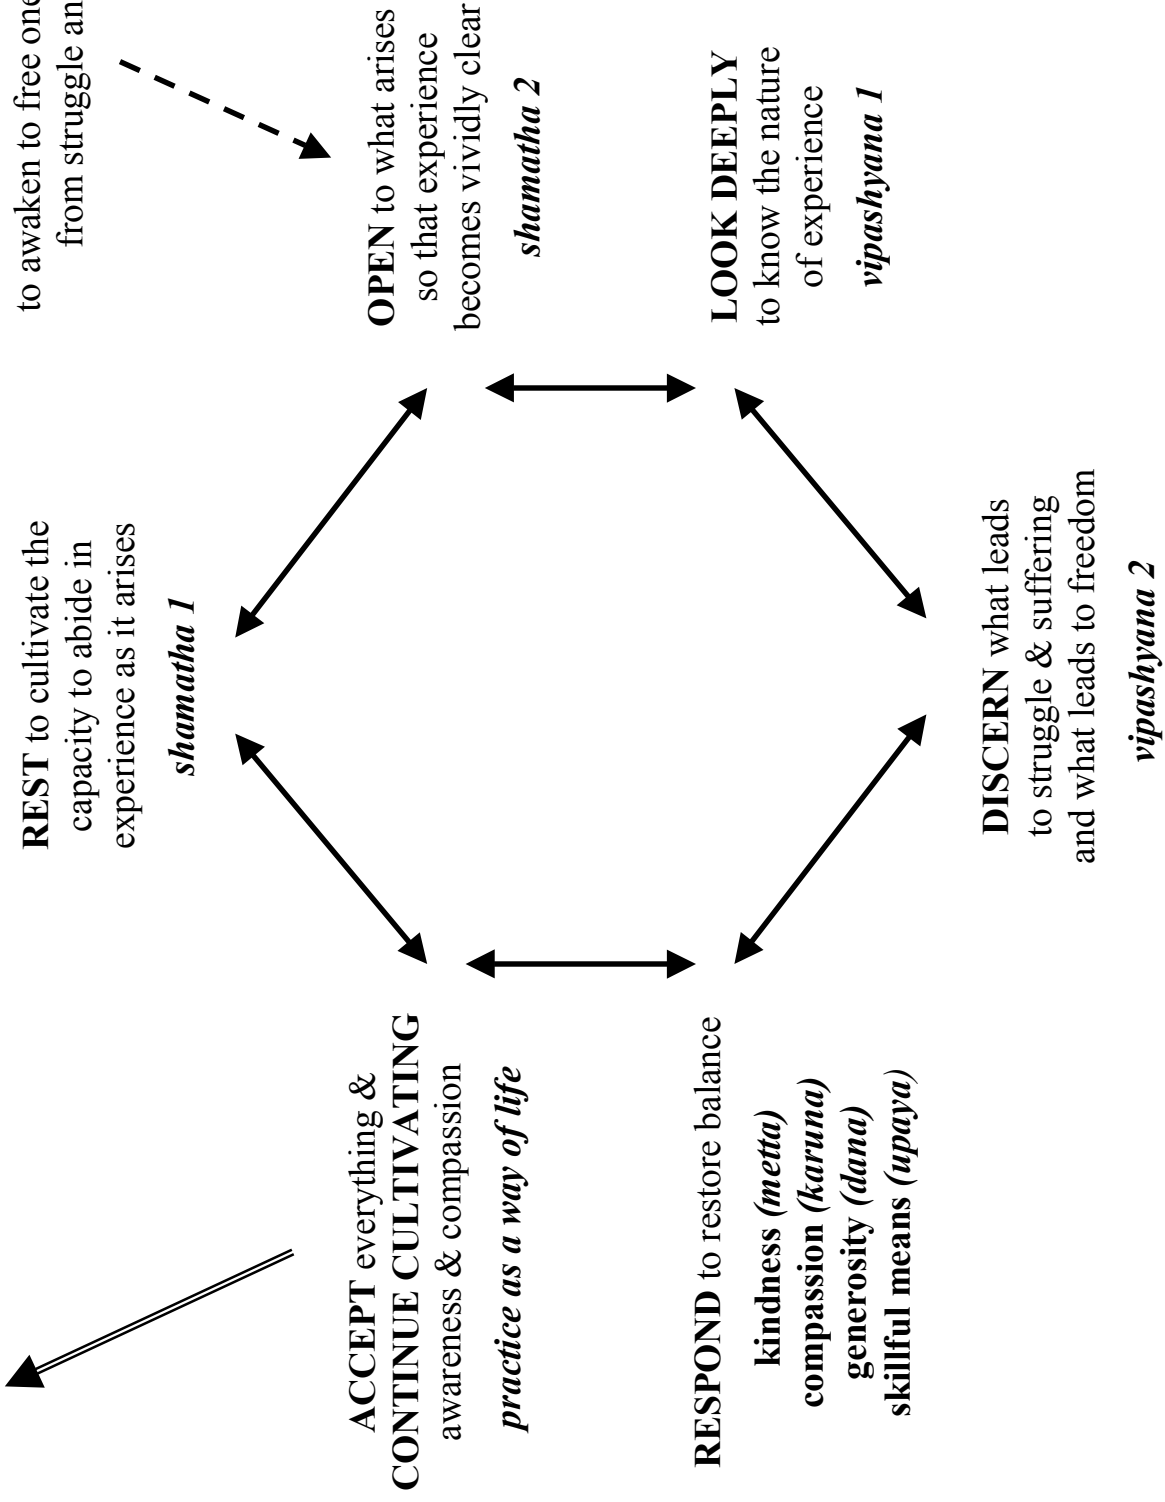 REST to cultivate the
capacity to abide in
experience as it arises
shamatha 1
to awaken to free one
from struggle an
OPEN to what arises
so that experience
becomes vividly clear
shamatha 2
LOOK DEEPLY
to know the nature
of experience
vipashyana 1
DISCERN what leads
to struggle & suffering
and what leads to freedom
vipashyana 2
RESPOND to restore balance
kindness (metta)
compassion (karuna)
generosity (dana)
skillful means (upaya)
ACCEPT everything &
CONTINUE CULTIVATING
awareness & compassion
practice as a way of life